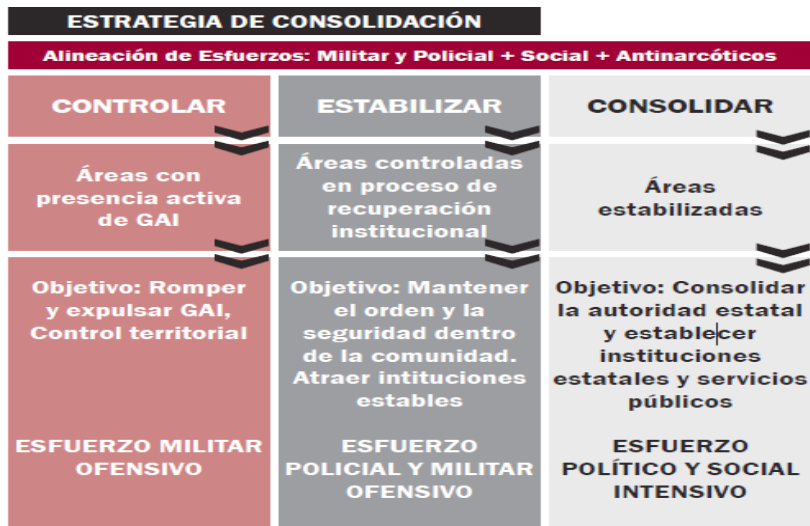 ESTRATEGIA DE CONSOLIDACIÓN
Alineación de Esfuerzos: Militar y Policial + Social + Antinarcóticos
CONTROLAR
Áreas con
presencia activa
de GAI
Objetivo: Romper
y expulsar GAI,
Control territorial
ESFUERZO MILITAR
OFENSIVO
ESTABILIZAR
Áreas controladas
en proceso de
recuperación
institucional
Objetivo: Mantener
el orden y la
seguridad dentro
de la comunidad.
Atraer intituciones
estables
ESFUERZO
POLICIAL Y MILITAR
OFENSIVO
CONSOLIDAR
Áreas
estabilizadas
Objetivo: Consolidar
la autoridad estatal
y establecer
instituciones
estatales y servicios
públicos
ESFUERZO
POLÍTICO Y SOCIAL
INTENSIVO